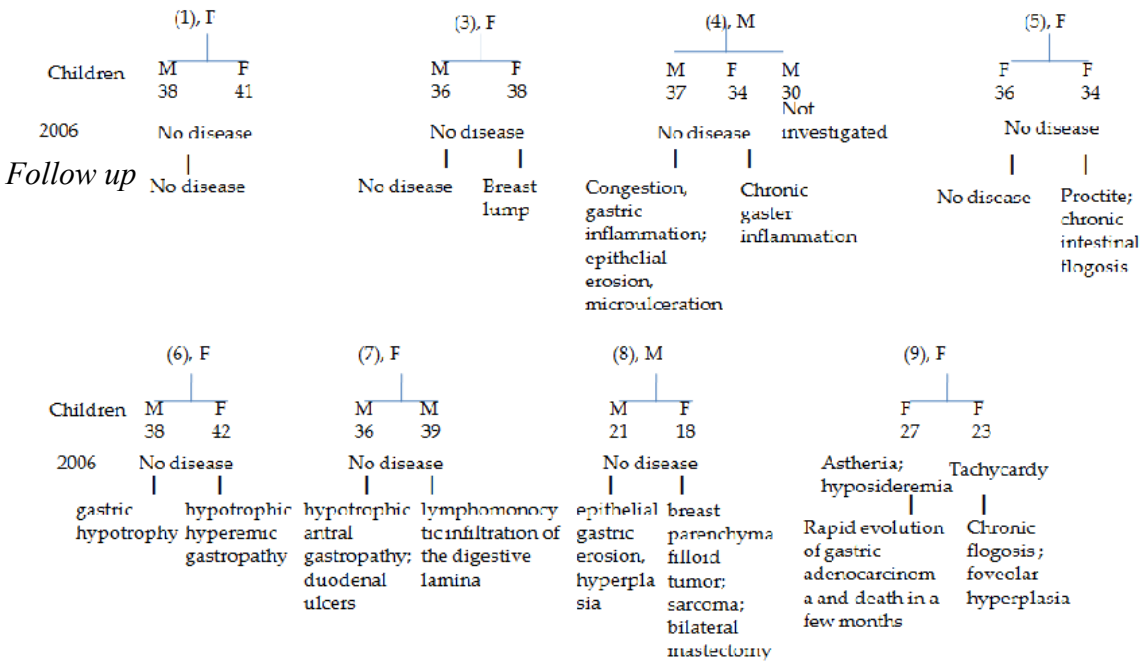 (1), F
(3), F
(4), M
(5), F
Children M F M F M F M F F
38 41 36 38 37 34 30 36 34
2006 No disease No disease No disease Not investigated No disease
Follow up
No disease
No disease
Breast
lump
Congestion,
gastric
inflammation;
epithelial
erosion,
microulceration
Chronic
gaster
inflammation
No disease
Proctite;
chronic
intestinal
flogosis
(6), F
(7), F
(8), M
(9), F
Children M F M M M F F F
38 42 36 39 21 18 27 23
2006 No disease No disease No disease
Asthenia;
hyposideremia
Tachycardy
gastric
hypotrophy
hypotrophic
hyperemic
gastropathy
hypotrophic
antral
gastropathy;
duodenal
ulcers
lymphomonocy
tic infiltration of
the digestive
lamina
epithelial
gastric
erosion,
hyperpla
sia
breast
parenchyma
filloid
tumor;
sarcoma;
bilateral
mastectomy
Rapid evolution
of gastric
adenocarcinom
a and death in a
few months
Chronic
flogosis;
foveolar
hyperplasia